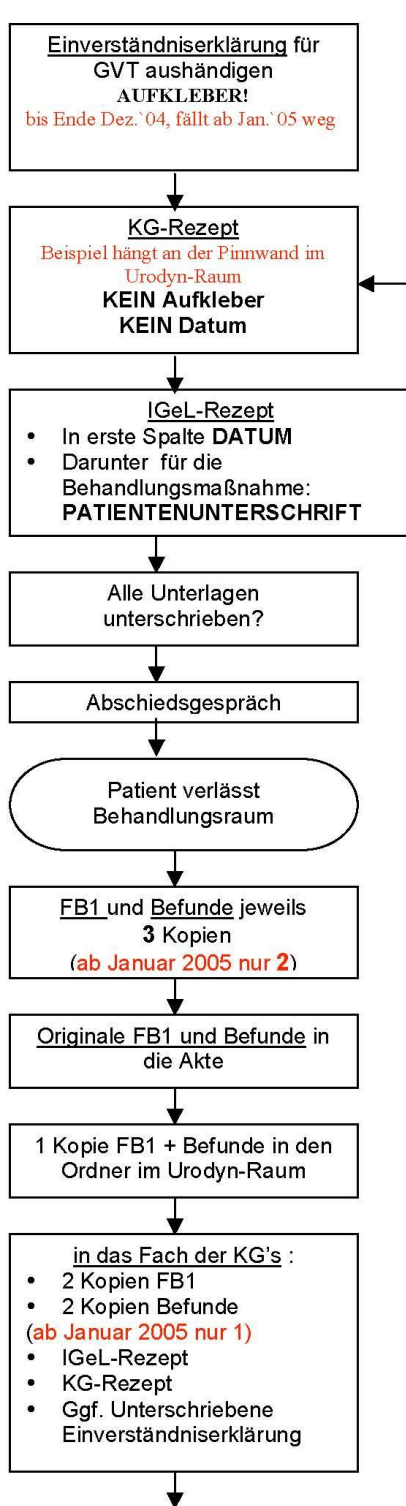 Einverständniserklärung für
GVT aushändigen
AUFKLEBER!
bis Ende Dez.`04, fällt ab Jan.`05 weg
KG-Rezept
Beispiel hängt an der Pinnwand im
Urodyn-Raum
KEIN Aufkleber
KEIN Datum
IGeL-Rezept
• In erste Spalte DATUM
• Darunter für die
Behandlungsmaßnahme:
PATIENTENUNTERSCHRIFT
Alle Unterlagen
unterschrieben?
Abschiedsgespräch
Patient verlässt
Behandlungsraum
FB1 und Befunde jeweils
3 Kopien
(ab Januar 2005 nur 2)
Originale FB1 und Befunde in
die Akte
1 Kopie FB1 + Befunde in den
Ordner im Urodyn-Raum
in das Fach der KG's :
• 2 Kopien FB1
• 2 Kopien Befunde
(ab Januar 2005 nur 1)
• IGeL-Rezept
• KG-Rezept
• Ggf. Unterschriebene
Einverständniserklärung